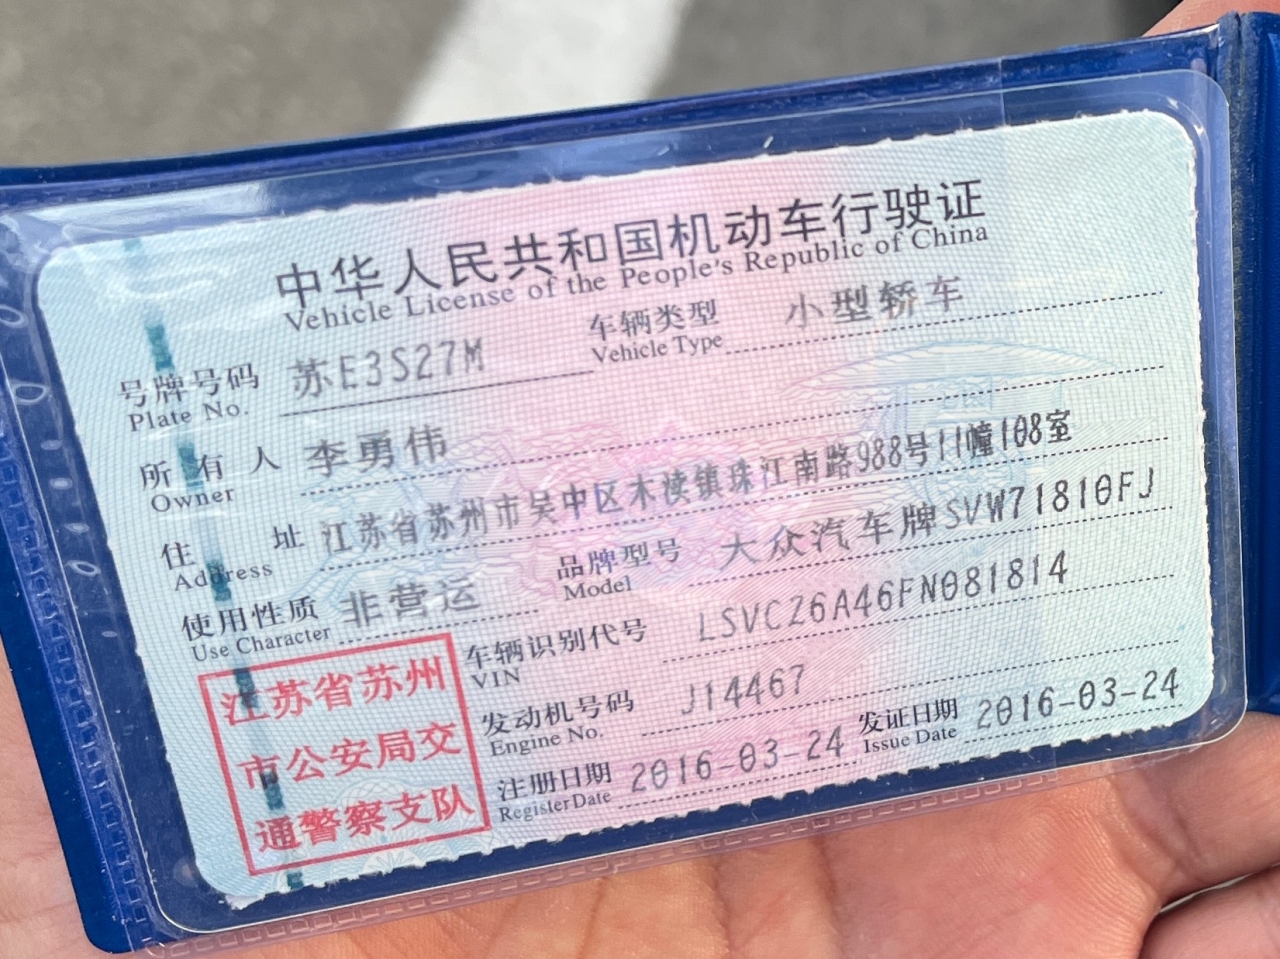 中华人民共和国机动车行驶证
Vehicle License of the People's Republic of China
号牌号码 苏E3S27M 车辆类型 小型轿车
Plate No. Vehicle Type
所有人 李勇伟
Owner
住址 江苏省苏州市吴中区木渎镇珠江南路988号11幢108室
Address
使用性质 非营运 品牌型号 大众汽车牌SVW71810FJ
Use Character Model
车辆识别代号 LSVCZ6A46FN081814
VIN
发动机号码 J14467
Engine No.
注册日期 2016-03-24 发证日期 2016-03-24
Register Date Issue Date
江苏省苏州
市公安局交
通警察支队